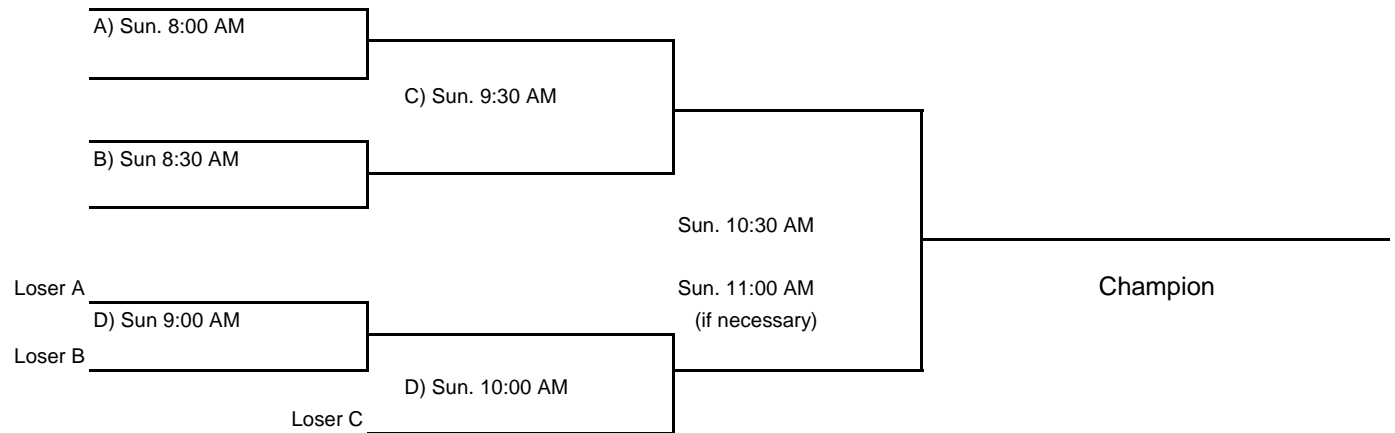 A) Sun. 8:00 AM
C) Sun. 9:30 AM
B) Sun 8:30 AM
Sun. 10:30 AM
Loser A
Sun. 11:00 AM
Champion
D) Sun 9:00 AM
(if necessary)
Loser B
D) Sun. 10:00 AM
Loser C